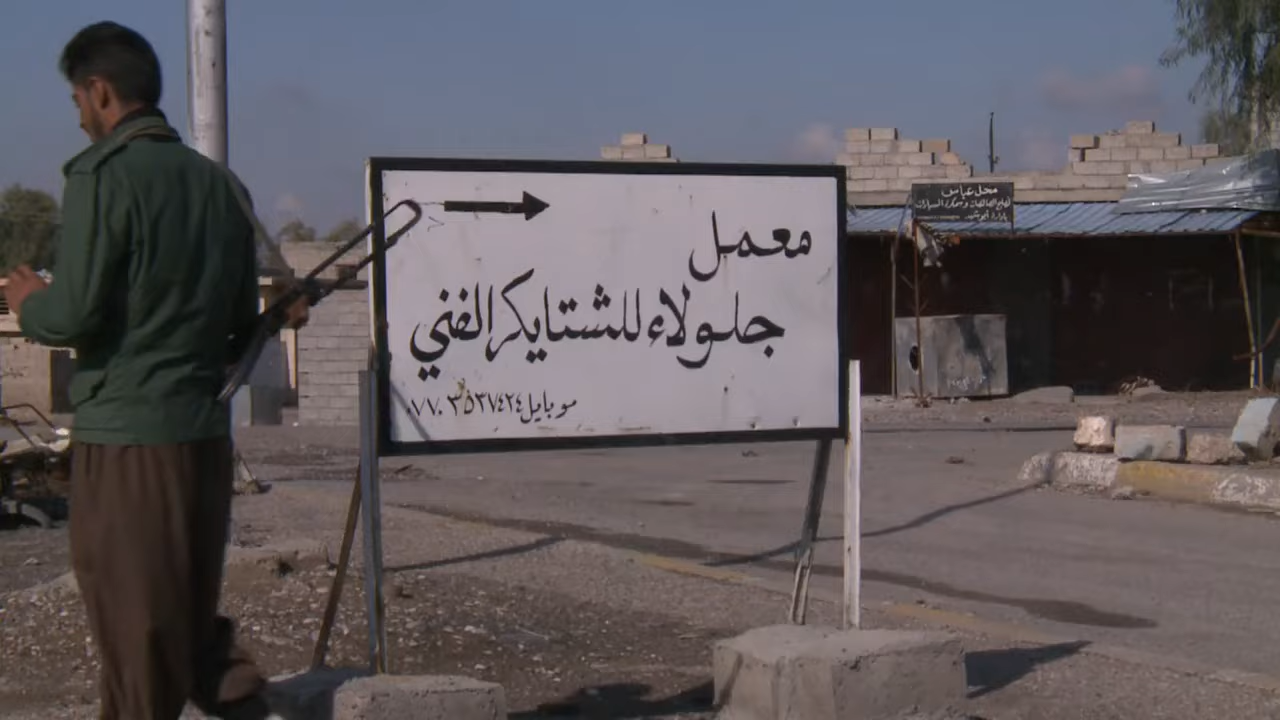 معمل
جلولاء للشتايكر الفني
موبايل ٠٧٧٠٣٥٣٧٤٢٤
محل عباس